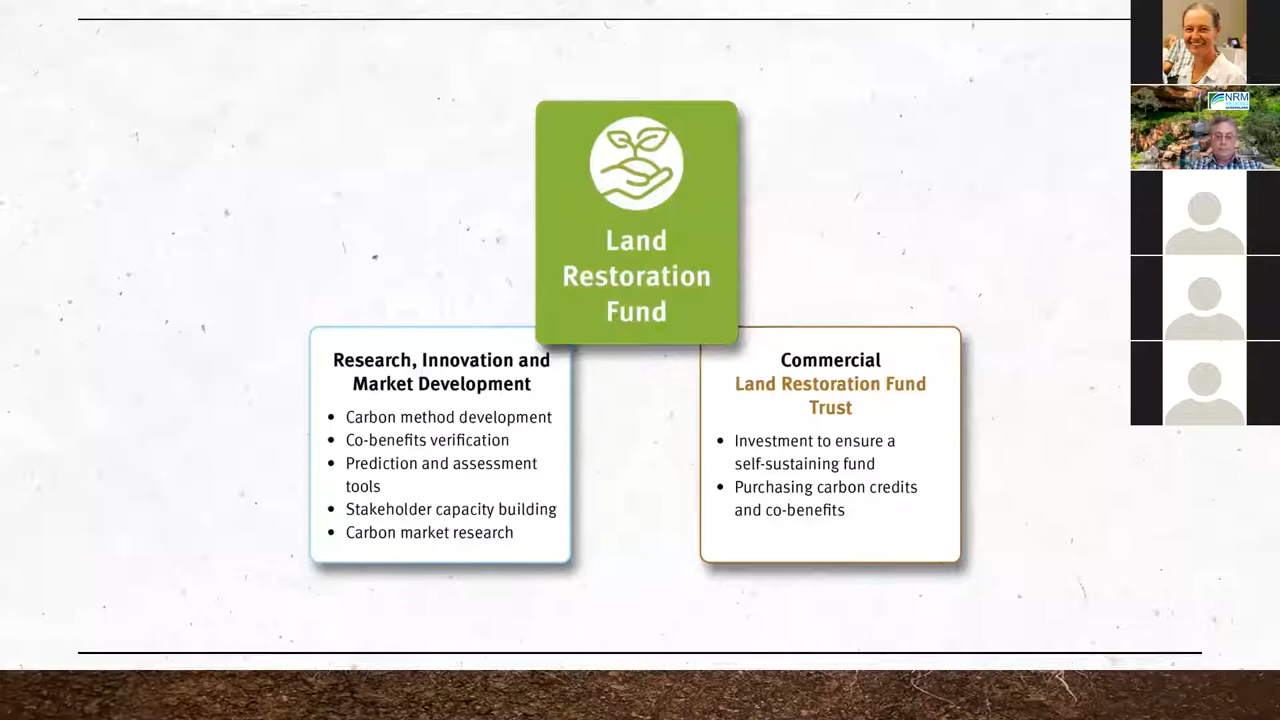 NRM
REGIONS
QUEENSLAND
Land
Restoration
Fund
Research, Innovation and
Market Development
• Carbon method development
• Co-benefits verification
• Prediction and assessment
tools
• Stakeholder capacity building
• Carbon market research
Commercial
Land Restoration Fund
Trust
• Investment to ensure a
self-sustaining fund
• Purchasing carbon credits
and co-benefits